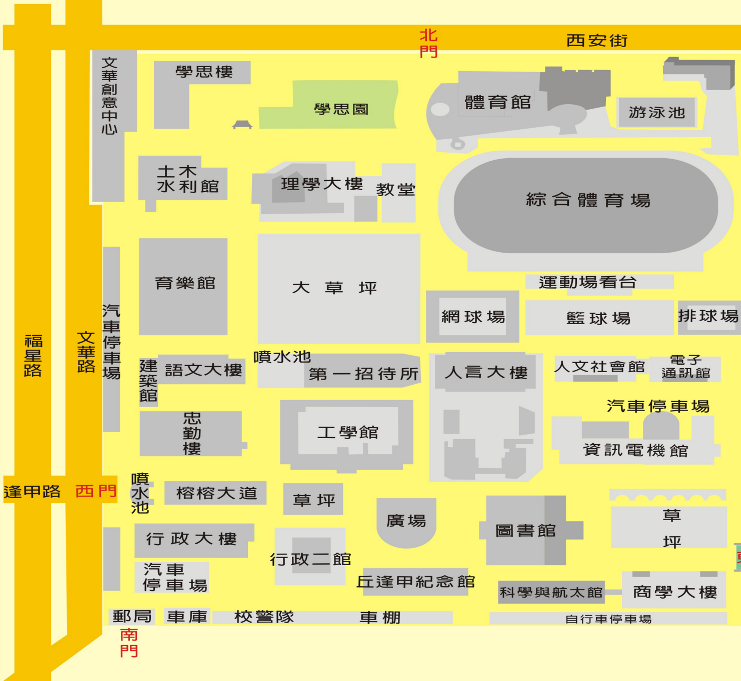 北
門
西安街
文華創意中心
學思樓
學思園
體育館
游泳池
土木
水利館
理學大樓
教堂
綜合體育場
育樂館
大草坪
運動場看台
網球場
籃球場
排球場
汽車停車場
福星路
文華路
建築館
語文大樓
噴水池
第一招待所
人言大樓
人文社會館
電子
通訊館
忠勤樓
工學館
汽車停車場
資訊電機館
逢甲路
西門
噴水池
榕榕大道
草坪
廣場
圖書館
草
坪
行政大樓
行政二館
汽車
停車場
丘逢甲紀念館
科學與航太館
商學大樓
郵局
車庫
校警隊
車棚
自行車停車場
南
門